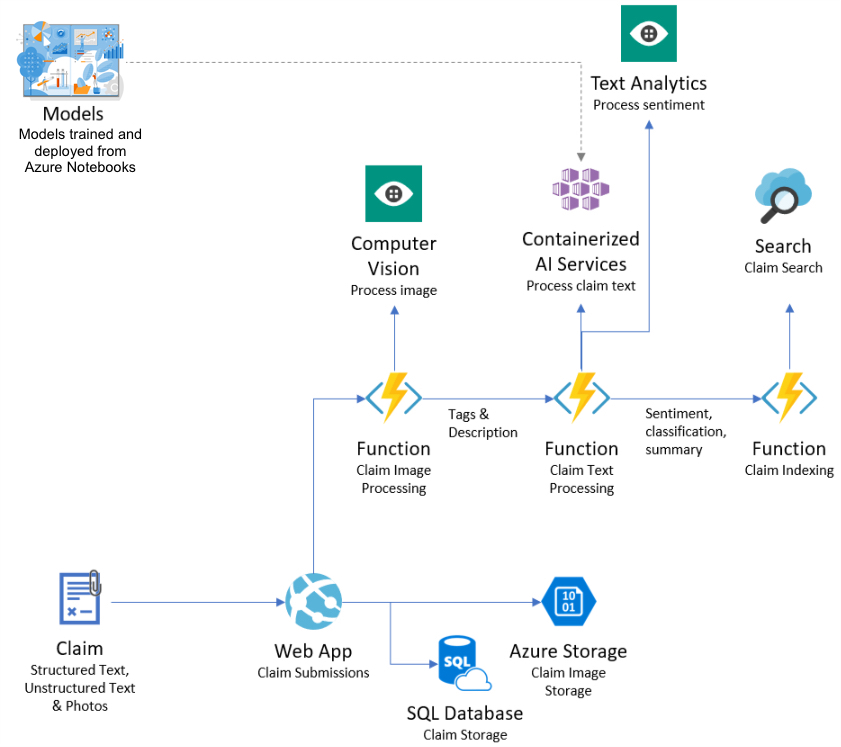 Text Analytics
Process sentiment
Models
Models trained and
deployed from
Azure Notebooks
Computer
Vision
Process image
Containerized
AI Services
Process claim text
Search
Claim Search
Tags &
Description
Sentiment,
classification,
summary
Function
Claim Image
Processing
Function
Claim Text
Processing
Function
Claim Indexing
Claim
Structured Text,
Unstructured Text
& Photos
Web App
Claim Submissions
10
01
Azure Storage
Claim Image
Storage
SQL
SQL Database
Claim Storage